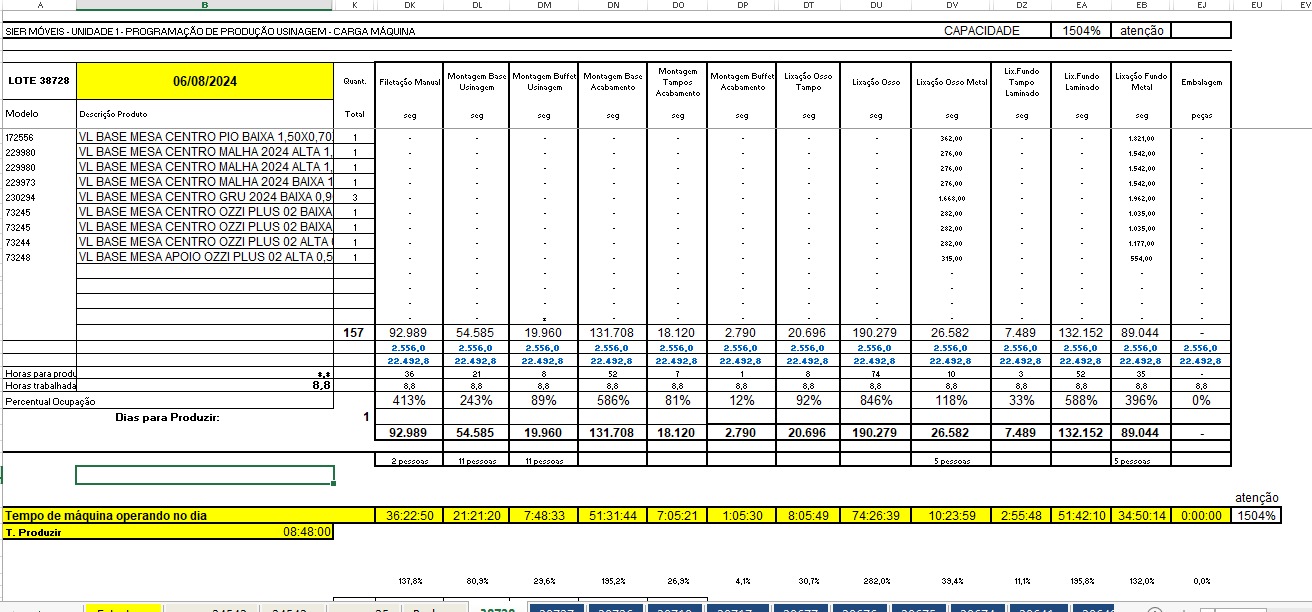 A B K DK DL DM DN DO DP DT DU DV DZ EA EB EJ EU EV
SIER MÓVEIS - UNIDADE 1 - PROGRAMAÇÃO DE PRODUÇÃO USINAGEM - CARGA MÁQUINA CAPACIDADE 1504% atenção
LOTE 38728 06/08/2024 Quant. Filetação Manual Montagem Base Usinagem Montagem Buffet Usinagem Montagem Base Acabamento Montagem Tampos Acabamento Montagem Buffet Acabamento Lixação Osso Tampo Lixação Osso Lixação Osso Metal Lix.Fundo Tampo Laminado Lix.Fundo Laminado Lixação Fundo Metal Embalagem
Modelo Descrição Produto Total seg seg seg seg seg seg seg seg seg seg seg seg peças
172556 VL BASE MESA CENTRO PIO BAIXA 1,50X0,70 1 - - - - - - - - 362,00 - - 1.821,00 -
229980 VL BASE MESA CENTRO MALHA 2024 ALTA 1, 1 - - - - - - - - 276,00 - - 1.542,00 -
229980 VL BASE MESA CENTRO MALHA 2024 ALTA 1, 1 - - - - - - - - 276,00 - - 1.542,00 -
229973 VL BASE MESA CENTRO MALHA 2024 BAIXA 1 1 - - - - - - - - 276,00 - - 1.542,00 -
230294 VL BASE MESA CENTRO GRU 2024 BAIXA 0,9 3 - - - - - - - - 1.668,00 - - 1.962,00 -
73245 VL BASE MESA CENTRO OZZI PLUS 02 BAIXA 1 - - - - - - - - 282,00 - - 1.035,00 -
73245 VL BASE MESA CENTRO OZZI PLUS 02 BAIXA 1 - - - - - - - - 282,00 - - 1.035,00 -
73244 VL BASE MESA CENTRO OZZI PLUS 02 ALTA 1 - - - - - - - - 282,00 - - 1.177,00 -
73248 VL BASE MESA APOIO OZZI PLUS 02 ALTA 0,5 1 - - - - - - - - 315,00 - - 554,00 -
- - - - - - - - - - - - -
- - - - - - - - - - - - -
- - - - - - - - - - - - -
- - - - - - - - - - - -
157 92.989 54.585 19.960 131.708 18.120 2.790 20.696 190.279 26.582 7.489 132.152 89.044 -
2.556,0 2.556,0 2.556,0 2.556,0 2.556,0 2.556,0 2.556,0 2.556,0 2.556,0 2.556,0 2.556,0 2.556,0 2.556,0
22.492,8 22.492,8 22.492,8 22.492,8 22.492,8 22.492,8 22.492,8 22.492,8 22.492,8 22.492,8 22.492,8 22.492,8 22.492,8
Horas para produ *,* 36 21 8 52 7 1 8 74 10 3 52 35 -
Horas trabalhada 8,8 8,8 8,8 8,8 8,8 8,8 8,8 8,8 8,8 8,8 8,8 8,8 8,8 8,8
Percentual Ocupação 413% 243% 89% 586% 81% 12% 92% 846% 118% 33% 588% 396% 0%
Dias para Produzir: 1
92.989 54.585 19.960 131.708 18.120 2.790 20.696 190.279 26.582 7.489 132.152 89.044 -
2 pessoas 11 pessoas 11 pessoas 5 pessoas 5 pessoas
atenção
Tempo de máquina operando no dia 36:22:50 21:21:20 7:48:33 51:31:44 7:05:21 1:05:30 8:05:49 74:26:39 10:23:59 2:55:48 51:42:10 34:50:14 0:00:00 1504%
T. Produzir 08:48:00
137,8% 80,9% 29,6% 195,2% 26,9% 4,1% 30,7% 282,0% 39,4% 11,1% 195,8% 132,0% 0,0%